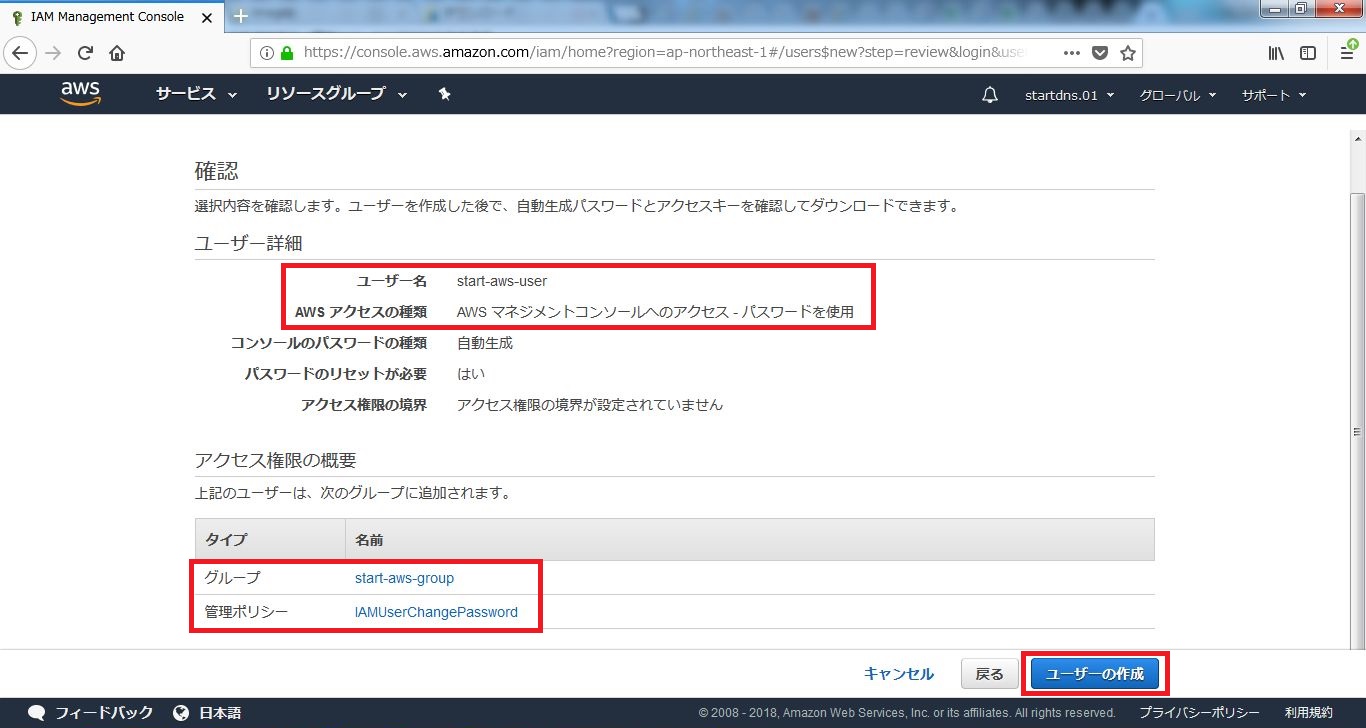 IAM Management Console
https://console.aws.amazon.com/iam/home?region=ap-northeast-1#/users$new?step=review&login&use
aws サービス リソースグループ startdns.01 グローバル サポート
確認
選択内容を確認します。ユーザーを作成した後で、自動生成パスワードとアクセスキーを確認してダウンロードできます。
ユーザー詳細
ユーザー名 start-aws-user
AWS アクセスの種類 AWS マネジメントコンソールへのアクセス - パスワードを使用
コンソールのパスワードの種類 自動生成
パスワードのリセットが必要 はい
アクセス権限の境界 アクセス権限の境界が設定されていません
アクセス権限の概要
上記のユーザーは、次のグループに追加されます。
タイプ 名前
グループ start-aws-group
管理ポリシー IAMUserChangePassword
キャンセル 戻る ユーザーの作成
フィードバック 日本語 © 2008 - 2018, Amazon Web Services, Inc. or its affiliates. All rights reserved. プライバシーポリシー 利用規約